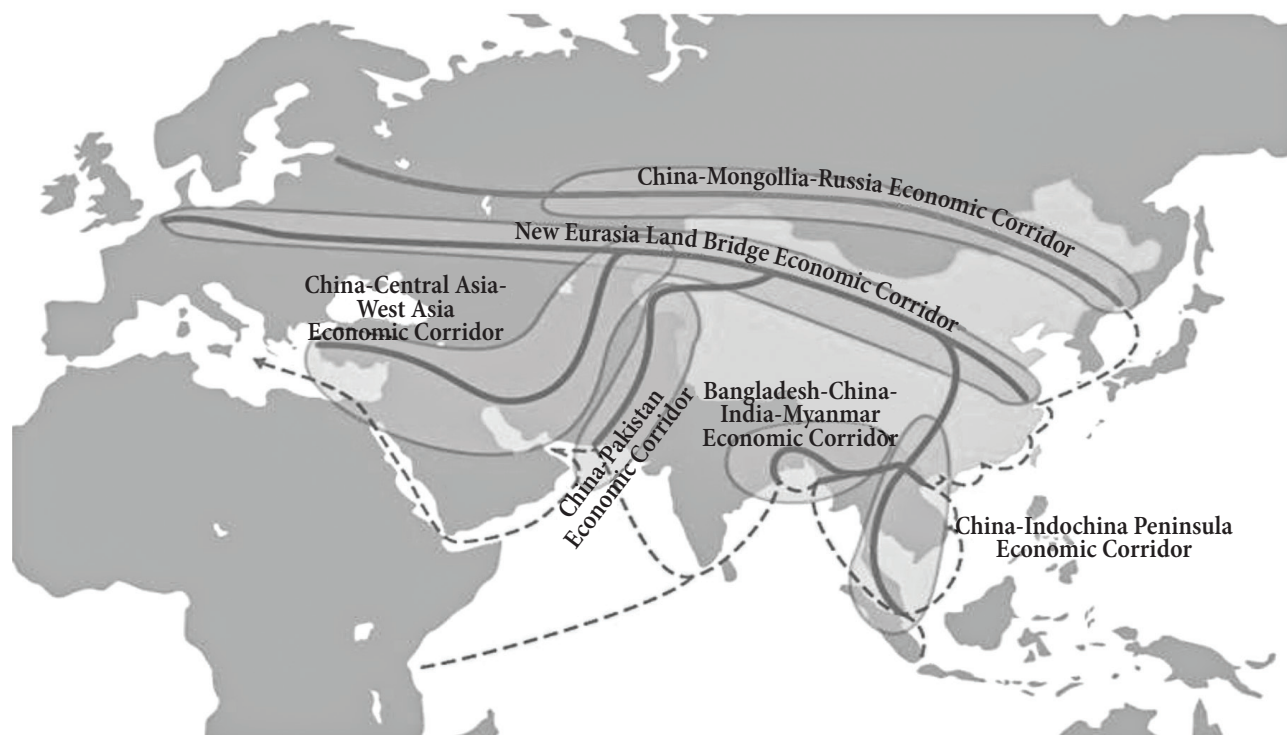 China-Mongollia-Russia Economic Corridor
New Eurasia Land Bridge Economic Corridor
China-Central Asia-
West Asia
Economic Corridor
China-Pakistan
Economic Corridor
Bangladesh-China-
India-Myanmar
Economic Corridor
China-Indochina Peninsula
Economic Corridor